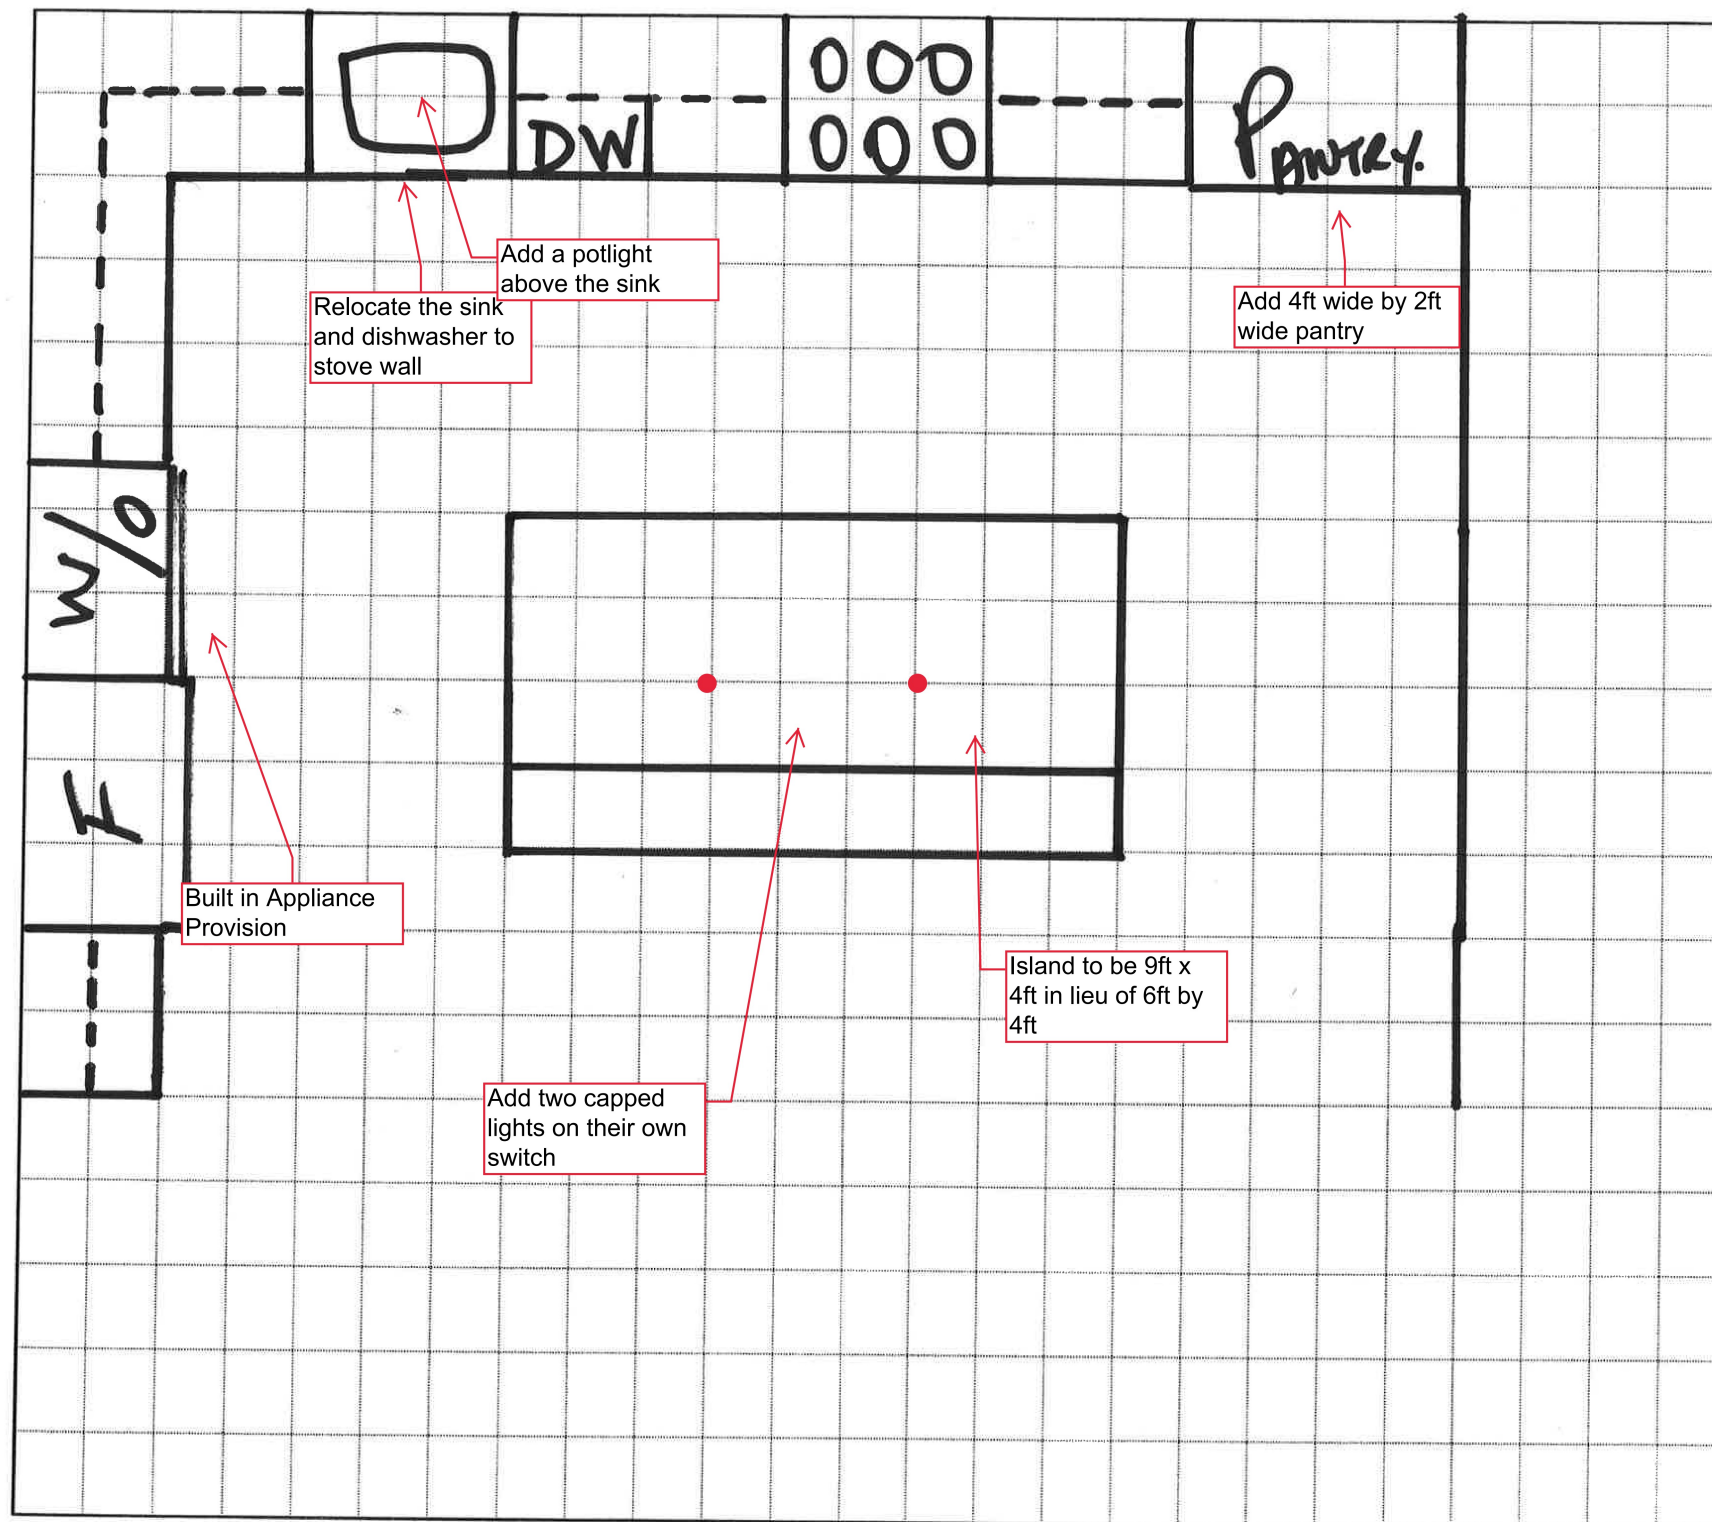 DW
PANTRY.
Add a potlight
above the sink
Relocate the sink
and dishwasher to
stove wall
Add 4ft wide by 2ft
wide pantry
W/O
F
Built in Appliance
Provision
Island to be 9ft x
4ft in lieu of 6ft by
4ft
Add two capped
lights on their own
switch